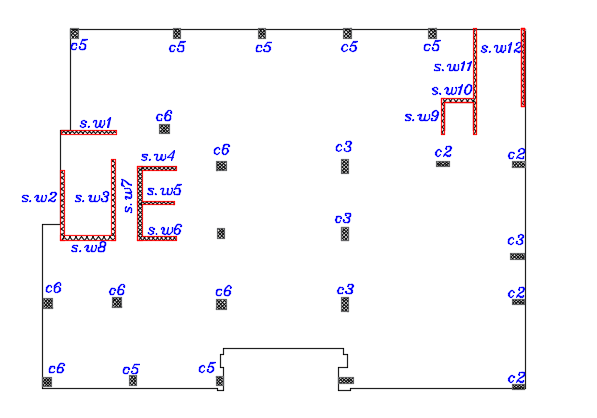 c5 c5 c5 c5 c5 s.w12
s.w11
s.w10
s.w1 c6 s.w9
s.w4 c6 c3 c2 c2
s.w2 s.w3 s.w7 s.w5
s.w6 c3
s.w8 c3
c6 c6 c6 c3 c2
c6 c5 c5 c2